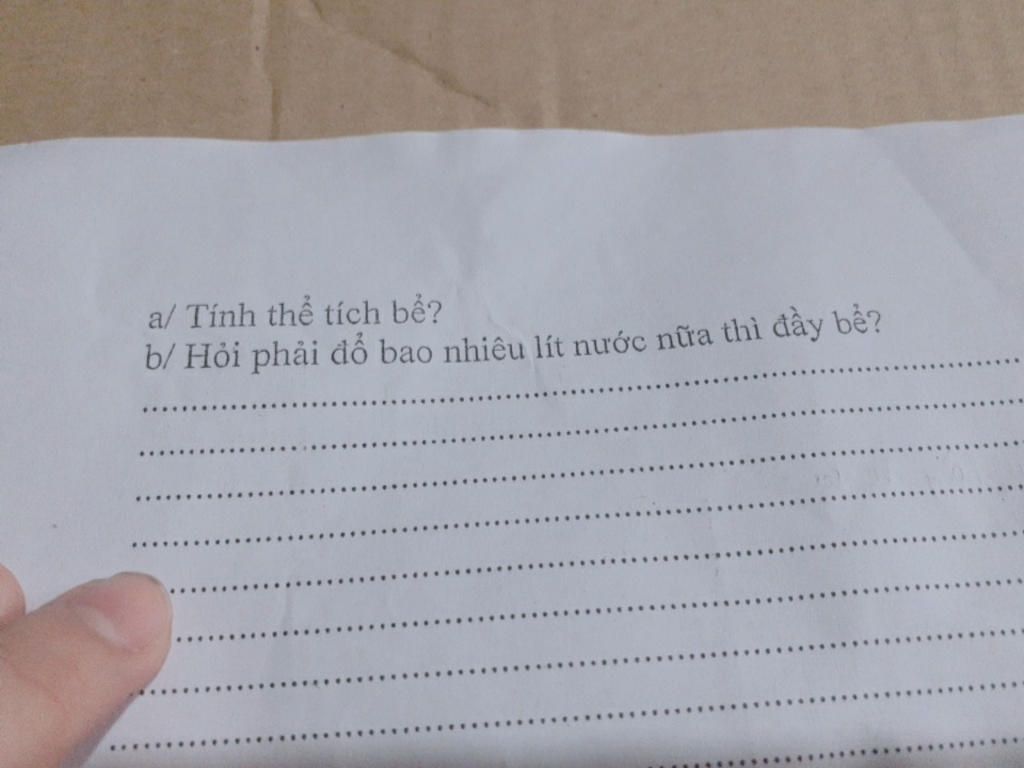 a/ Tính thể tích bể?
b/ Hỏi phải đổ bao nhiêu lít nước nữa thì đầy bể?